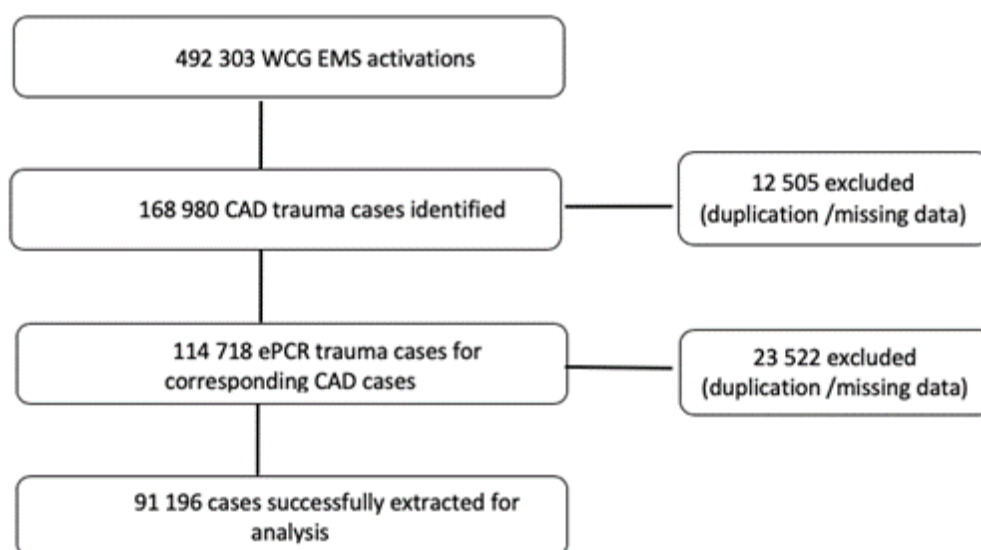 492 303 WCG EMS activations
168 980 CAD trauma cases identified
12 505 excluded
(duplication /missing data)
114 718 ePCR trauma cases for
corresponding CAD cases
23 522 excluded
(duplication /missing data)
91 196 cases successfully extracted for
analysis